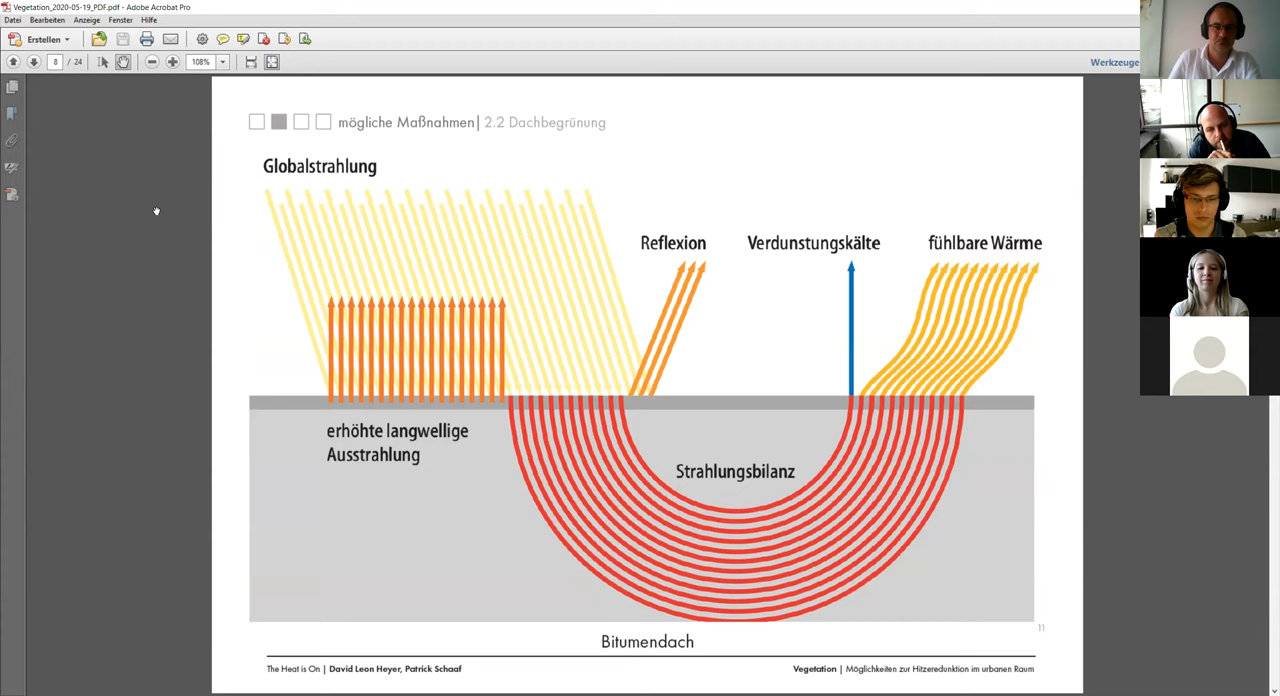 Vegetation_2020-05-19_PDF.pdf - Adobe Acrobat Pro
Datei Bearbeiten Anzeige Fenster Hilfe
Erstellen
8 / 24 108% Werkzeuge
mögliche Maßnahmen| 2.2 Dachbegrünung
Globalstrahlung
Reflexion Verdunstungskälte fühlbare Wärme
erhöhte langwellige
Ausstrahlung
Strahlungsbilanz
11
Bitumendach
The Heat is On | David Leon Heyer, Patrick Schaaf Vegetation | Möglichkeiten zur Hitzereduktion im urbanen Raum